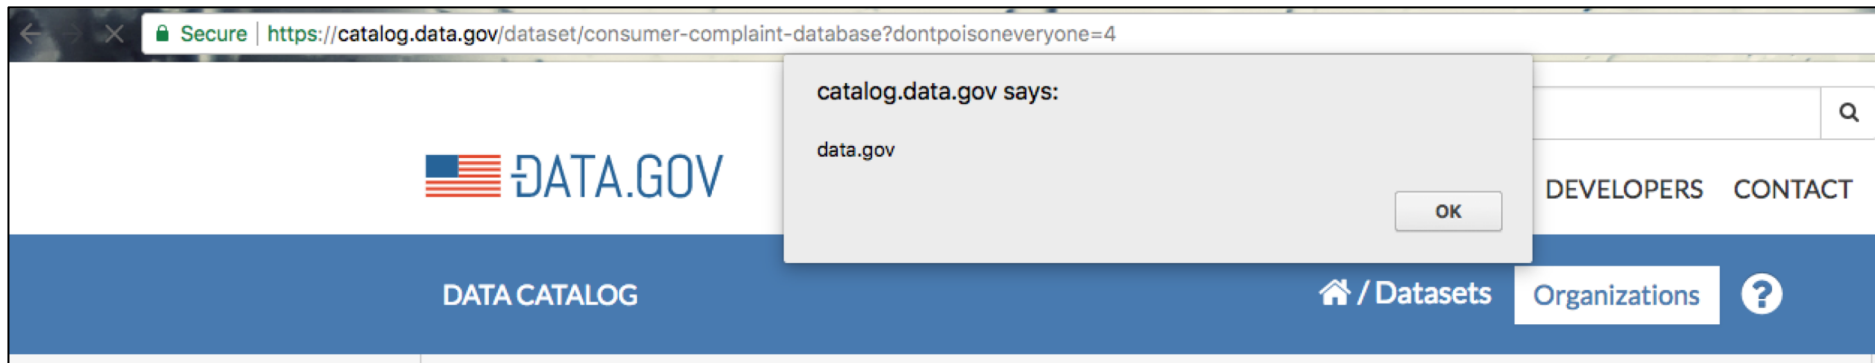 Secure | https://catalog.data.gov/dataset/consumer-complaint-database?dontpoisoneveryone=4
catalog.data.gov says:
data.gov
OK
DATA.GOV
DEVELOPERS CONTACT
DATA CATALOG
/ Datasets Organizations ?